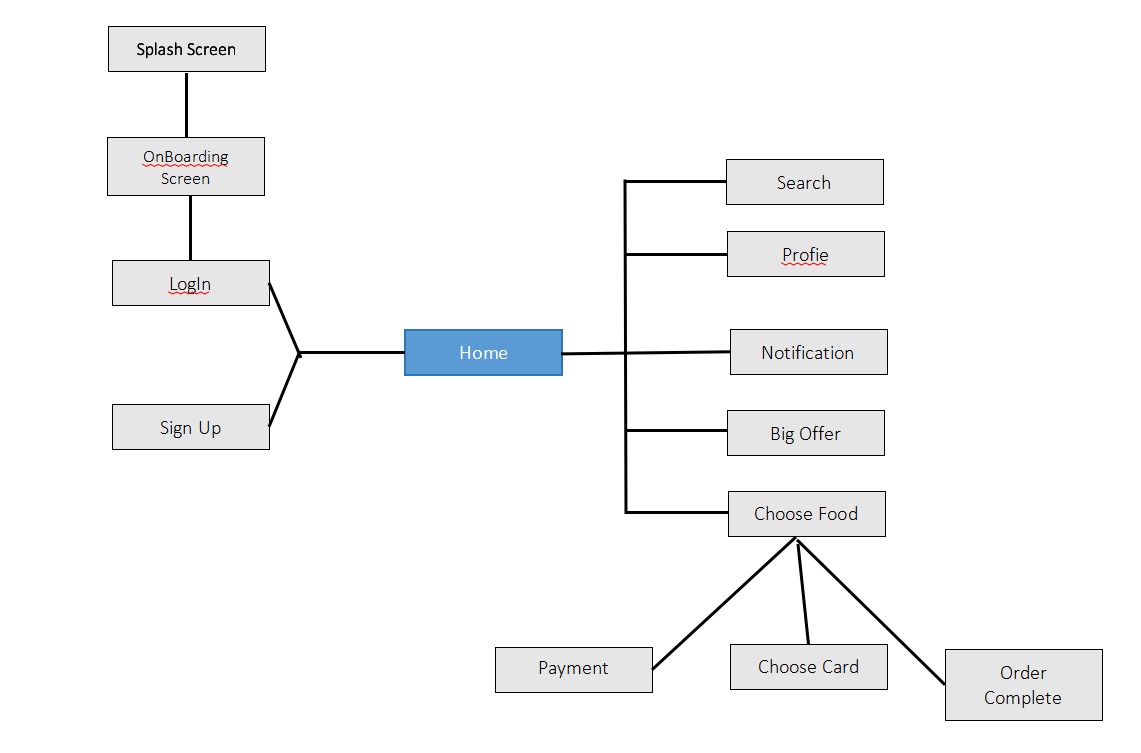 Splash Screen
OnBoarding
Screen
LogIn
Sign Up
Home
Search
Profie
Notification
Big Offer
Choose Food
Payment
Choose Card
Order
Complete